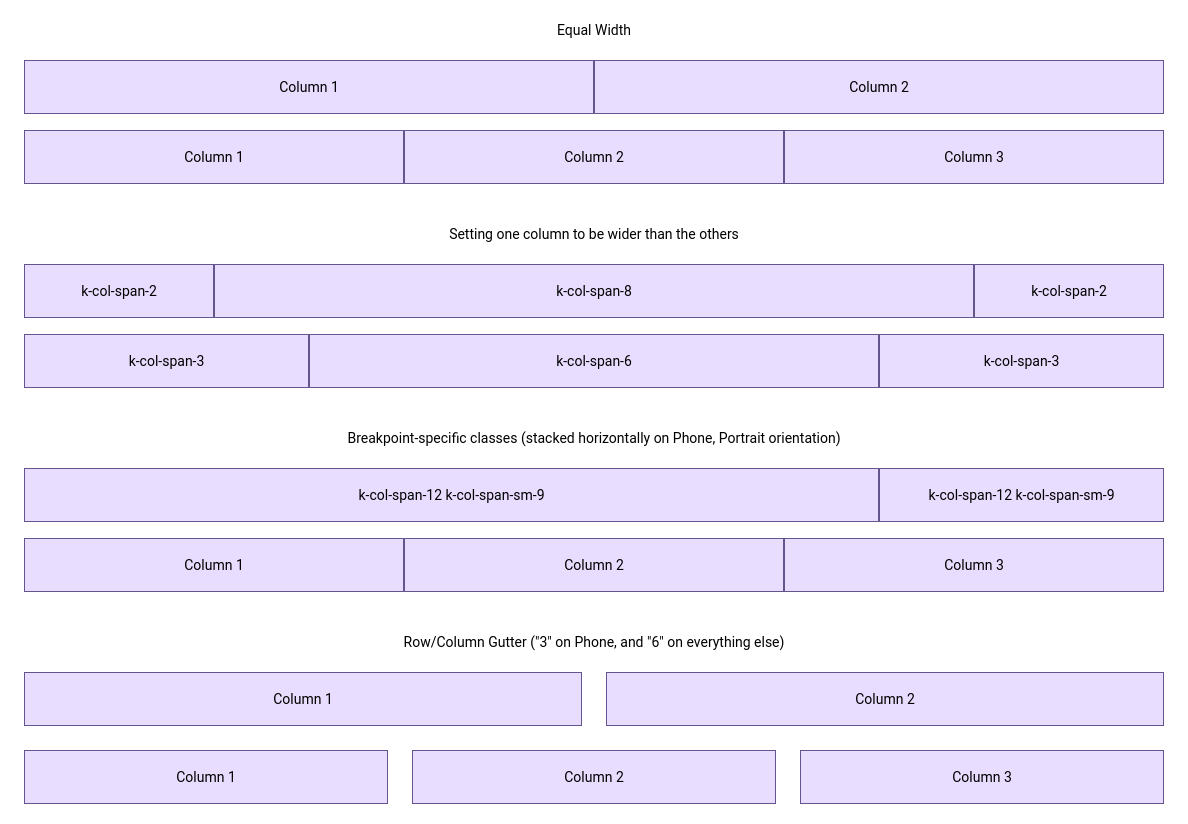 Equal Width
Column 1 Column 2
Column 1 Column 2 Column 3
Setting one column to be wider than the others
k-col-span-2 k-col-span-8 k-col-span-2
k-col-span-3 k-col-span-6 k-col-span-3
Breakpoint-specific classes (stacked horizontally on Phone, Portrait orientation)
k-col-span-12 k-col-span-sm-9 k-col-span-12 k-col-span-sm-9
Column 1 Column 2 Column 3
Row/Column Gutter ("3" on Phone, and "6" on everything else)
Column 1 Column 2
Column 1 Column 2 Column 3